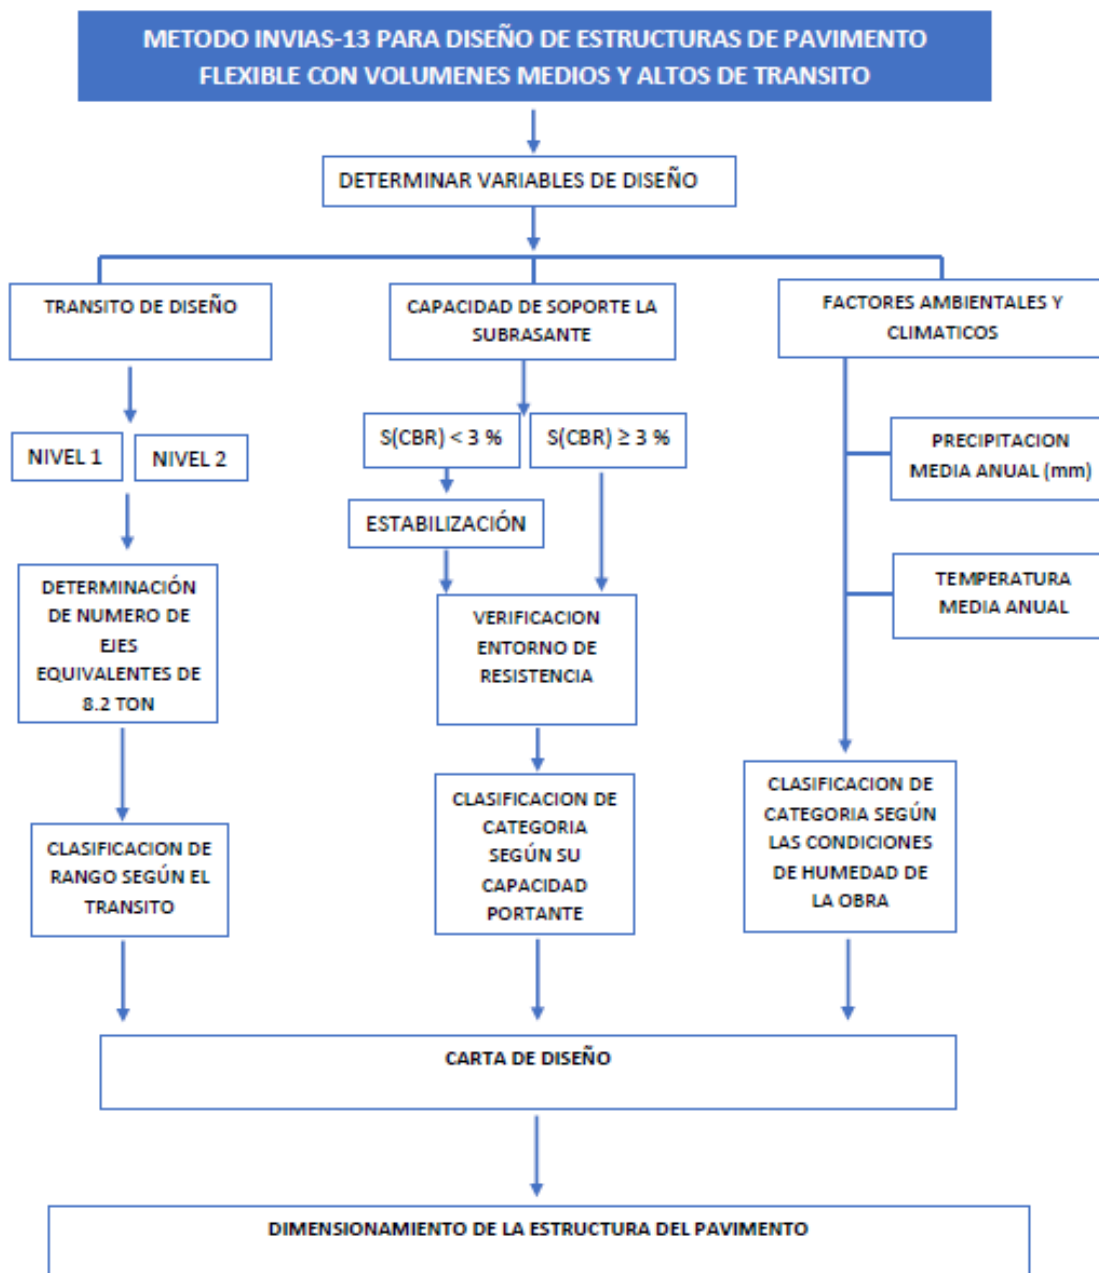 METODO INVIAS-13 PARA DISEÑO DE ESTRUCTURAS DE PAVIMENTO
FLEXIBLE CON VOLUMENES MEDIOS Y ALTOS DE TRANSITO
DETERMINAR VARIABLES DE DISEÑO
TRANSITO DE DISEÑO
NIVEL 1
NIVEL 2
DETERMINACIÓN
DE NUMERO DE
EJES
EQUIVALENTES DE
8.2 TON
CLASIFICACION DE
RANGO SEGÚN EL
TRANSITO
CAPACIDAD DE SOPORTE LA
SUBRASANTE
S(CBR) < 3 %
S(CBR) ≥ 3 %
ESTABILIZACIÓN
VERIFICACION
ENTORNO DE
RESISTENCIA
CLASIFICACION DE
CATEGORIA
SEGÚN SU
CAPACIDAD
PORTANTE
FACTORES AMBIENTALES Y
CLIMATICOS
PRECIPITACION
MEDIA ANUAL (mm)
TEMPERATURA
MEDIA ANUAL
CLASIFICACION DE
CATEGORIA SEGÚN
LAS CONDICIONES
DE HUMEDAD DE
LA OBRA
CARTA DE DISEÑO
DIMENSIONAMIENTO DE LA ESTRUCTURA DEL PAVIMENTO